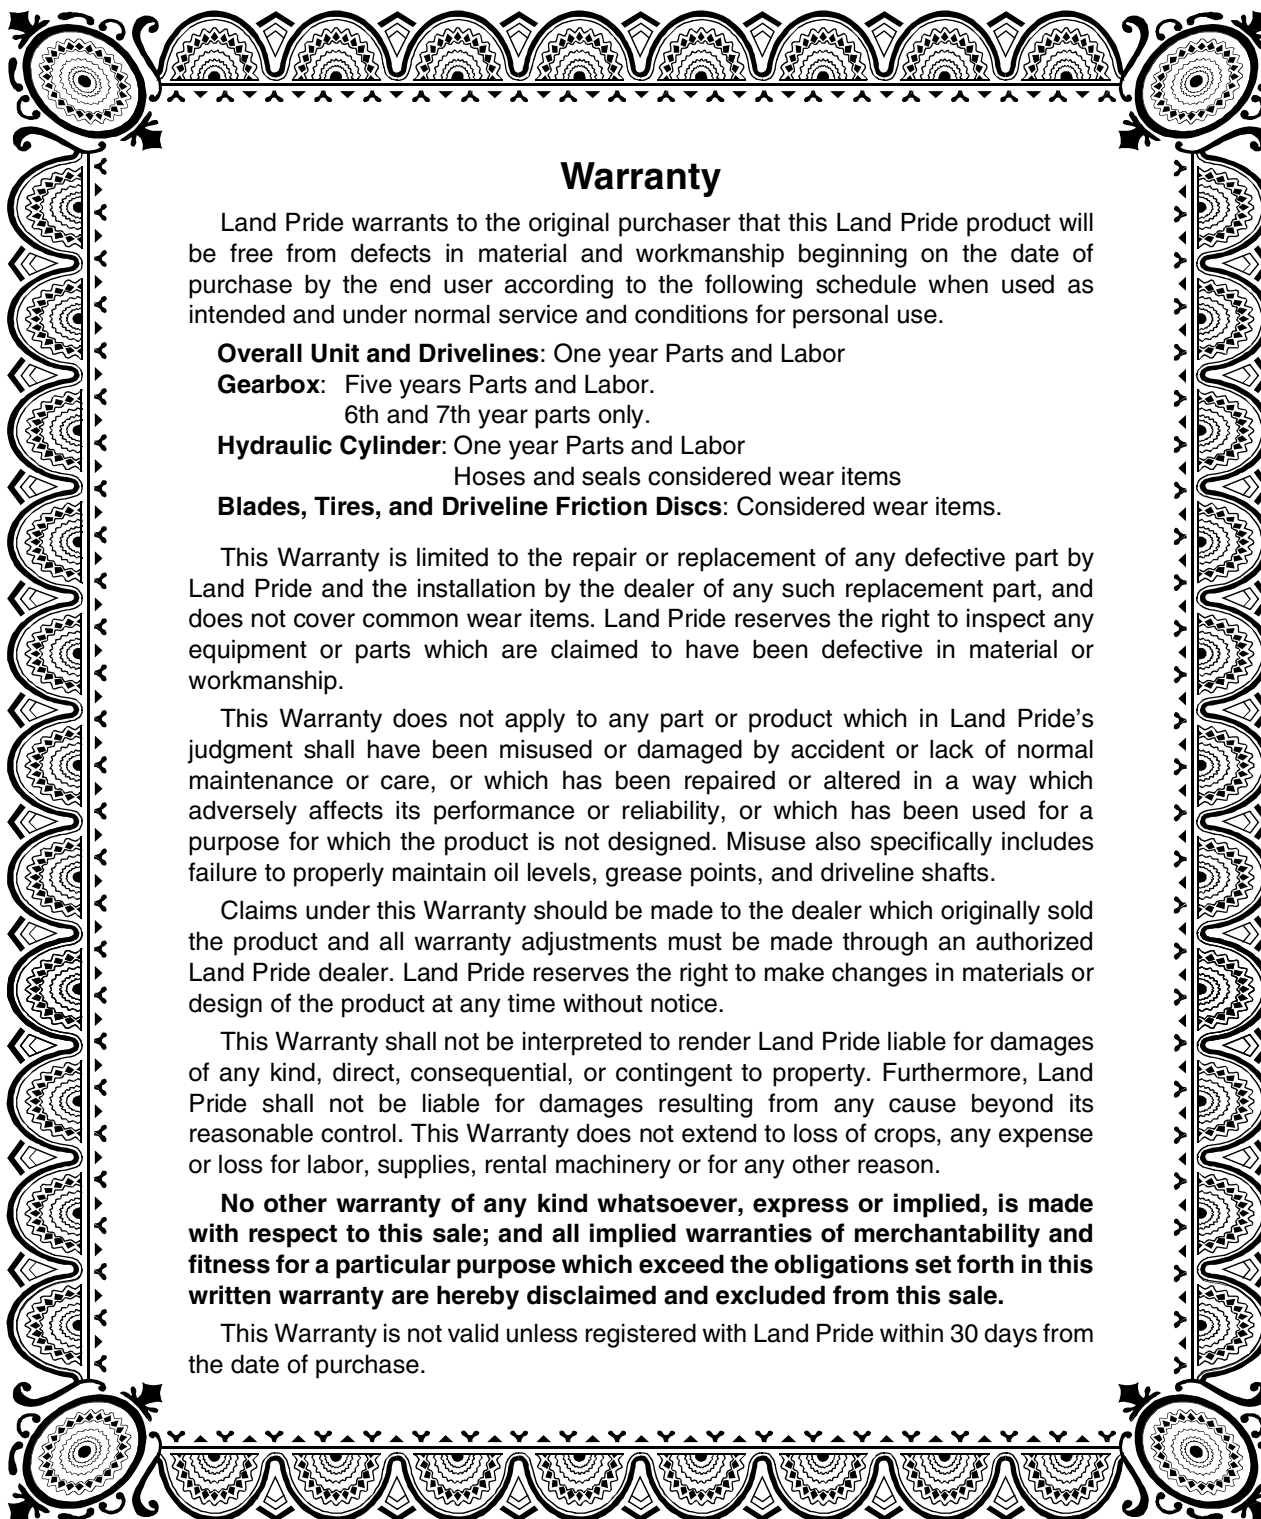 Warranty
Land Pride warrants to the original purchaser that this Land Pride product will
be free from defects in material and workmanship beginning on the date of
purchase by the end user according to the following schedule when used as
intended and under normal service and conditions for personal use.
Overall Unit and Drivelines: One year Parts and Labor
Gearbox: Five years Parts and Labor.
6th and 7th year parts only.
Hydraulic Cylinder: One year Parts and Labor
Hoses and seals considered wear items
Blades, Tires, and Driveline Friction Discs: Considered wear items.
This Warranty is limited to the repair or replacement of any defective part by
Land Pride and the installation by the dealer of any such replacement part, and
does not cover common wear items. Land Pride reserves the right to inspect any
equipment or parts which are claimed to have been defective in material or
workmanship.
This Warranty does not apply to any part or product which in Land Pride's
judgment shall have been misused or damaged by accident or lack of normal
maintenance or care, or which has been repaired or altered in a way which
adversely affects its performance or reliability, or which has been used for a
purpose for which the product is not designed. Misuse also specifically includes
failure to properly maintain oil levels, grease points, and driveline shafts.
Claims under this Warranty should be made to the dealer which originally sold
the product and all warranty adjustments must be made through an authorized
Land Pride dealer. Land Pride reserves the right to make changes in materials or
design of the product at any time without notice.
This Warranty shall not be interpreted to render Land Pride liable for damages
of any kind, direct, consequential, or contingent to property. Furthermore, Land
Pride shall not be liable for damages resulting from any cause beyond its
reasonable control. This Warranty does not extend to loss of crops, any expense
or loss for labor, supplies, rental machinery or for any other reason.
No other warranty of any kind whatsoever, express or implied, is made
with respect to this sale; and all implied warranties of merchantability and
fitness for a particular purpose which exceed the obligations set forth in this
written warranty are hereby disclaimed and excluded from this sale.
This Warranty is not valid unless registered with Land Pride within 30 days from
the date of purchase.